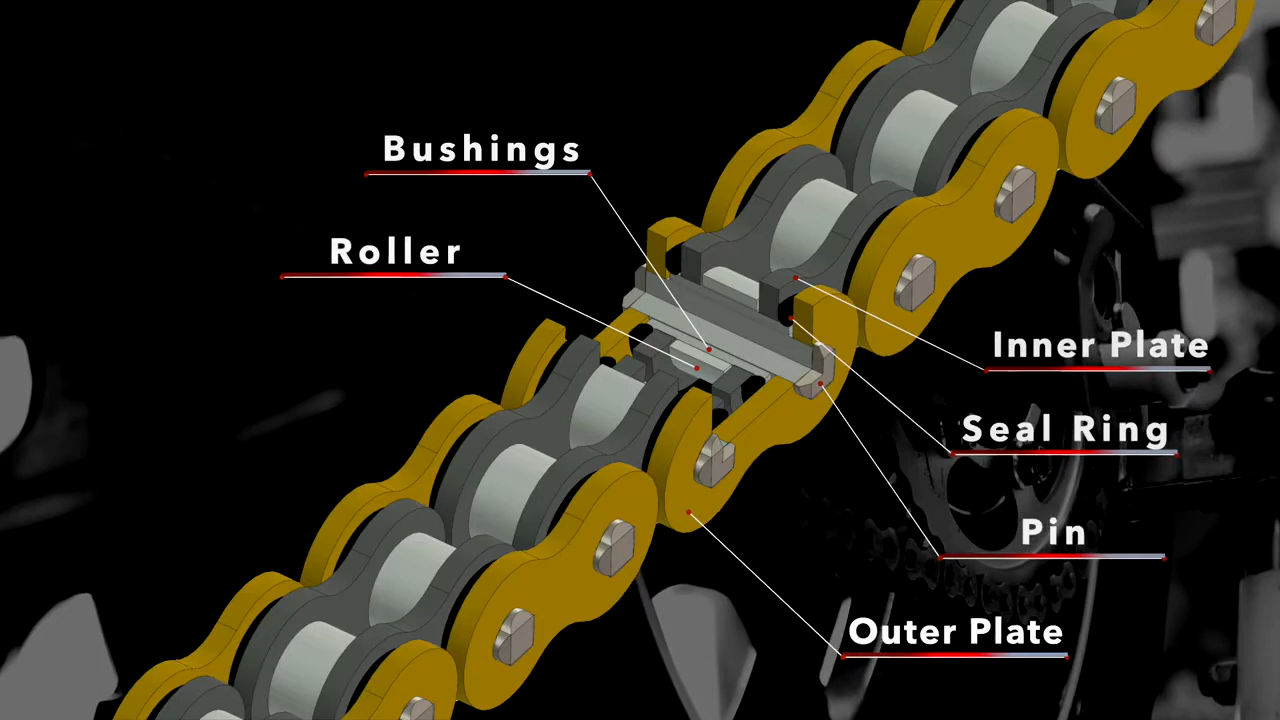 Bushings
Roller
Inner Plate
Seal Ring
Pin
Outer Plate